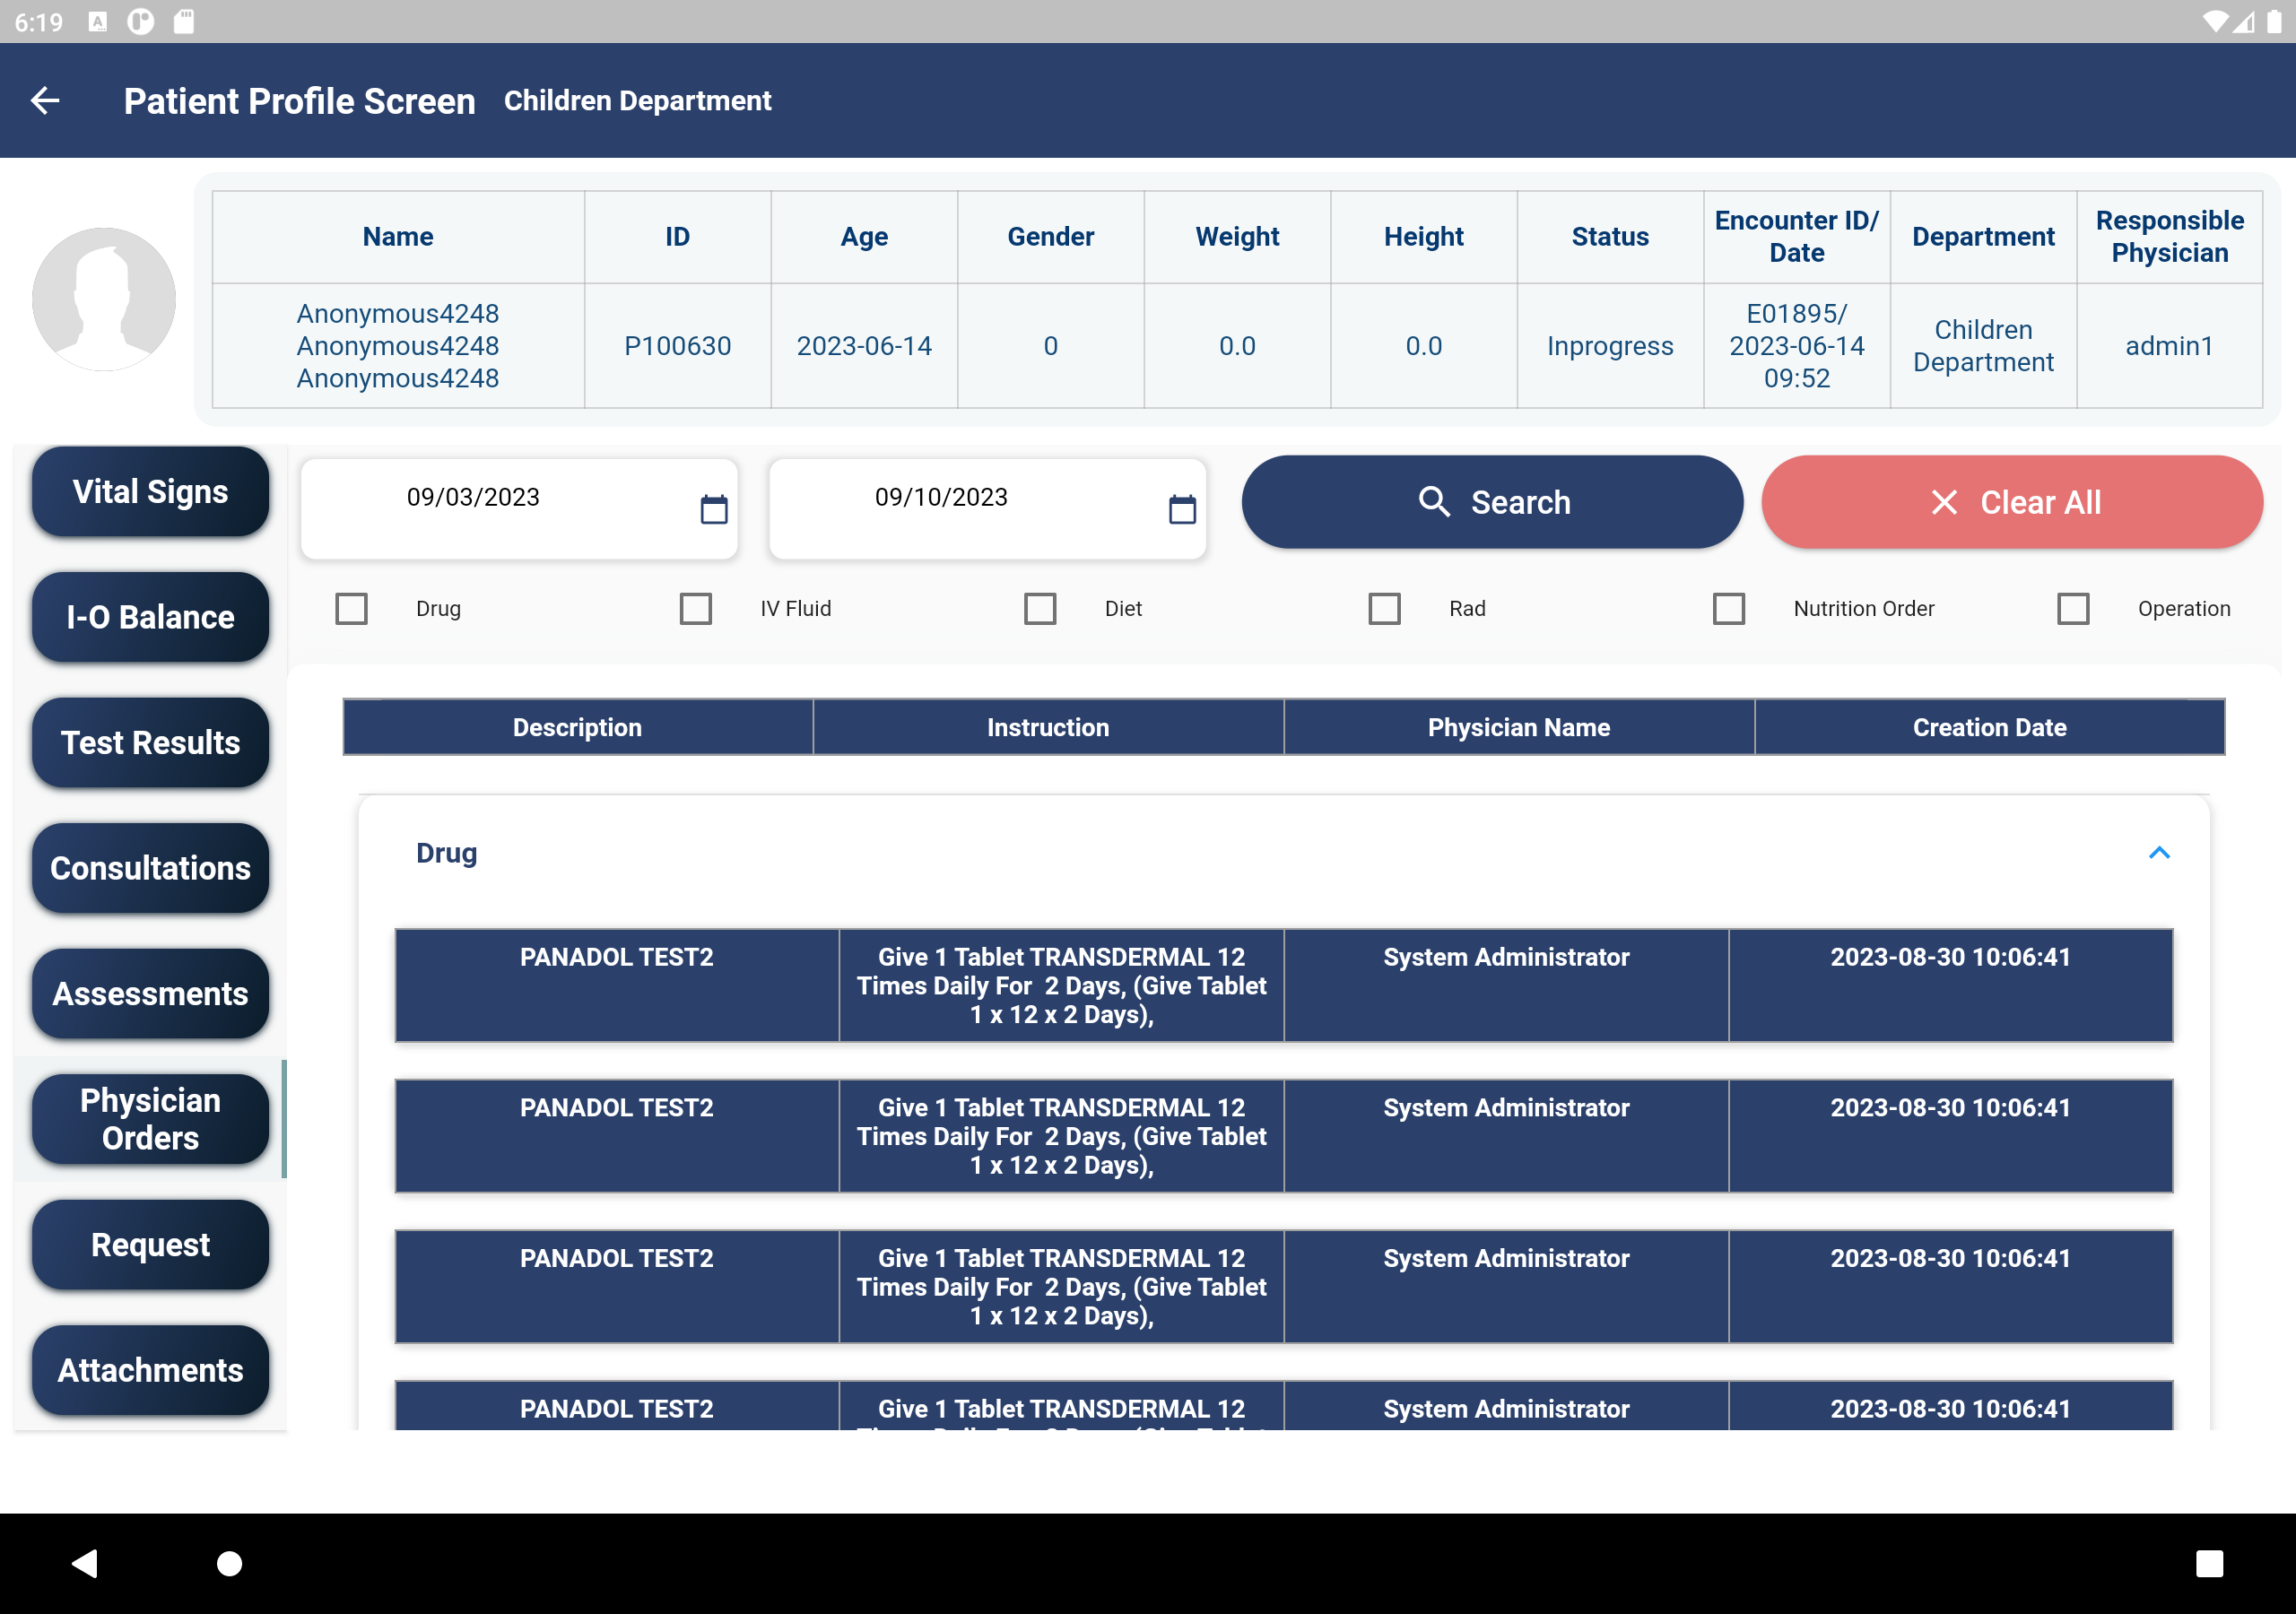 6:19
Patient Profile Screen Children Department
Name ID Age Gender Weight Height Status Encounter ID/ Date Department Responsible Physician
Anonymous4248
Anonymous4248
Anonymous4248
P100630
2023-06-14
0
0.0
0.0
Inprogress
E01895/
2023-06-14
09:52
Children
Department
admin1
Vital Signs
I-O Balance
Test Results
Consultations
Assessments
Physician
Orders
Request
Attachments
09/03/2023
09/10/2023
Search
Clear All
Drug
IV Fluid
Diet
Rad
Nutrition Order
Operation
Description Instruction Physician Name Creation Date
Drug
PANADOL TEST2
Give 1 Tablet TRANSDERMAL 12
Times Daily For  2 Days, (Give Tablet
1 x 12 x 2 Days),
System Administrator
2023-08-30 10:06:41
PANADOL TEST2
Give 1 Tablet TRANSDERMAL 12
Times Daily For  2 Days, (Give Tablet
1 x 12 x 2 Days),
System Administrator
2023-08-30 10:06:41
PANADOL TEST2
Give 1 Tablet TRANSDERMAL 12
Times Daily For  2 Days, (Give Tablet
1 x 12 x 2 Days),
System Administrator
2023-08-30 10:06:41
PANADOL TEST2
Give 1 Tablet TRANSDERMAL 12
System Administrator
2023-08-30 10:06:41